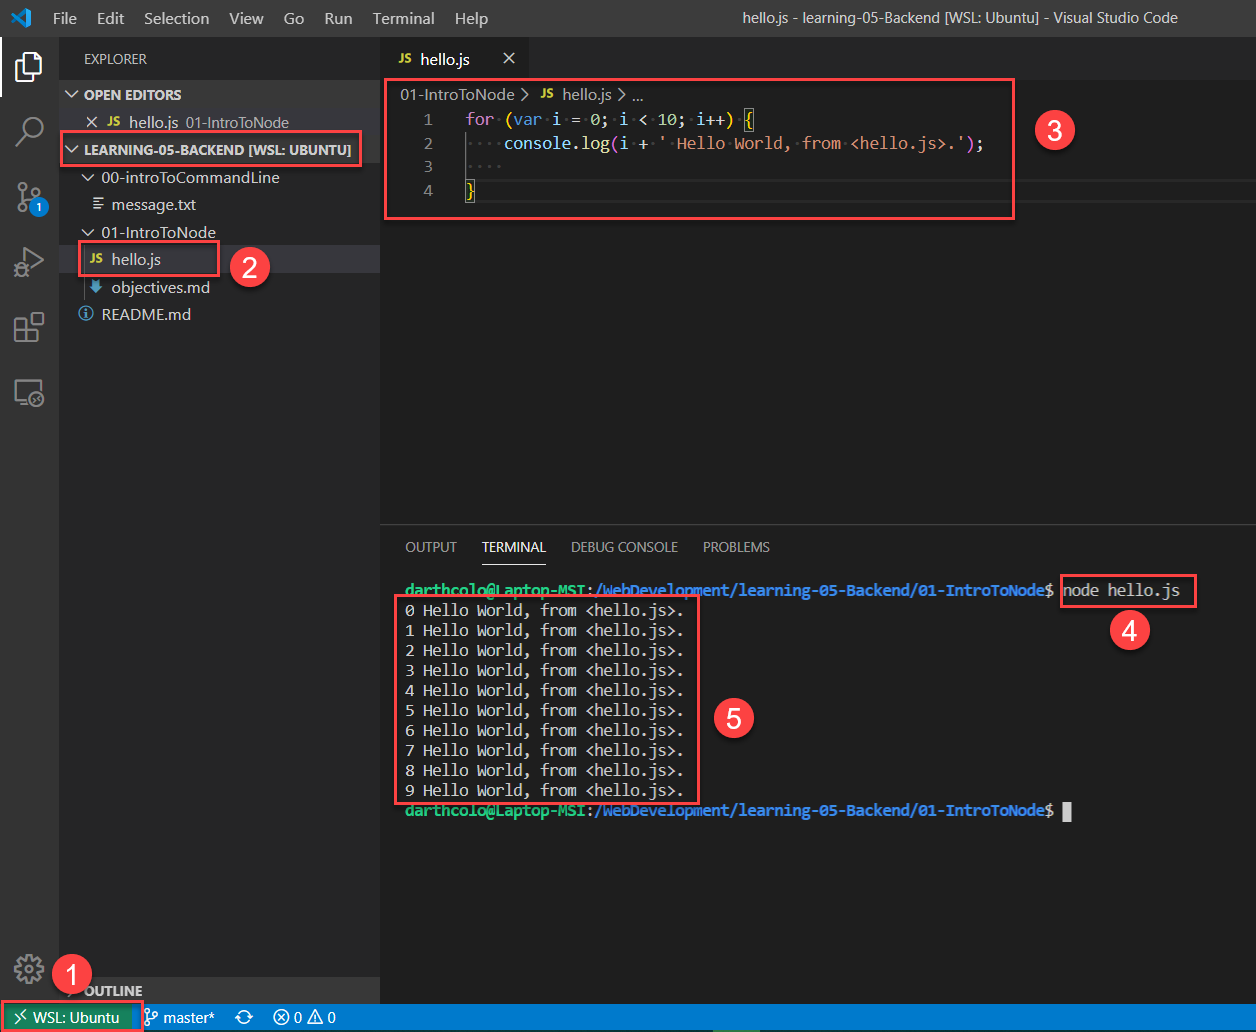 File Edit Selection View Go Run Terminal Help
hello.js - learning-05-Backend [WSL: Ubuntu] - Visual Studio Code
EXPLORER
OPEN EDITORS
JS hello.js 01-IntroToNode
LEARNING-05-BACKEND [WSL: UBUNTU]
00-introToCommandLine
message.txt
01-IntroToNode
JS hello.js
2
objectives.md
README.md
1
OUTLINE
1
JS hello.js
01-IntroToNode > JS hello.js > ...
1 for (var i = 0; i < 10; i++) {
2 console.log(i + ' Hello World, from <hello.js>.');
3
4 }
3
OUTPUT TERMINAL DEBUG CONSOLE PROBLEMS
darthcolo@Laptop-MSI:/WebDevelopment/learning-05-Backend/01-IntroToNode$ node hello.js
4
0 Hello World, from <hello.js>.
1 Hello World, from <hello.js>.
2 Hello World, from <hello.js>.
3 Hello World, from <hello.js>.
4 Hello World, from <hello.js>.
5 Hello World, from <hello.js>.
6 Hello World, from <hello.js>.
7 Hello World, from <hello.js>.
8 Hello World, from <hello.js>.
9 Hello World, from <hello.js>.
5
darthcolo@Laptop-MSI:/WebDevelopment/learning-05-Backend/01-IntroToNode$
WSL: Ubuntu master* 0 0